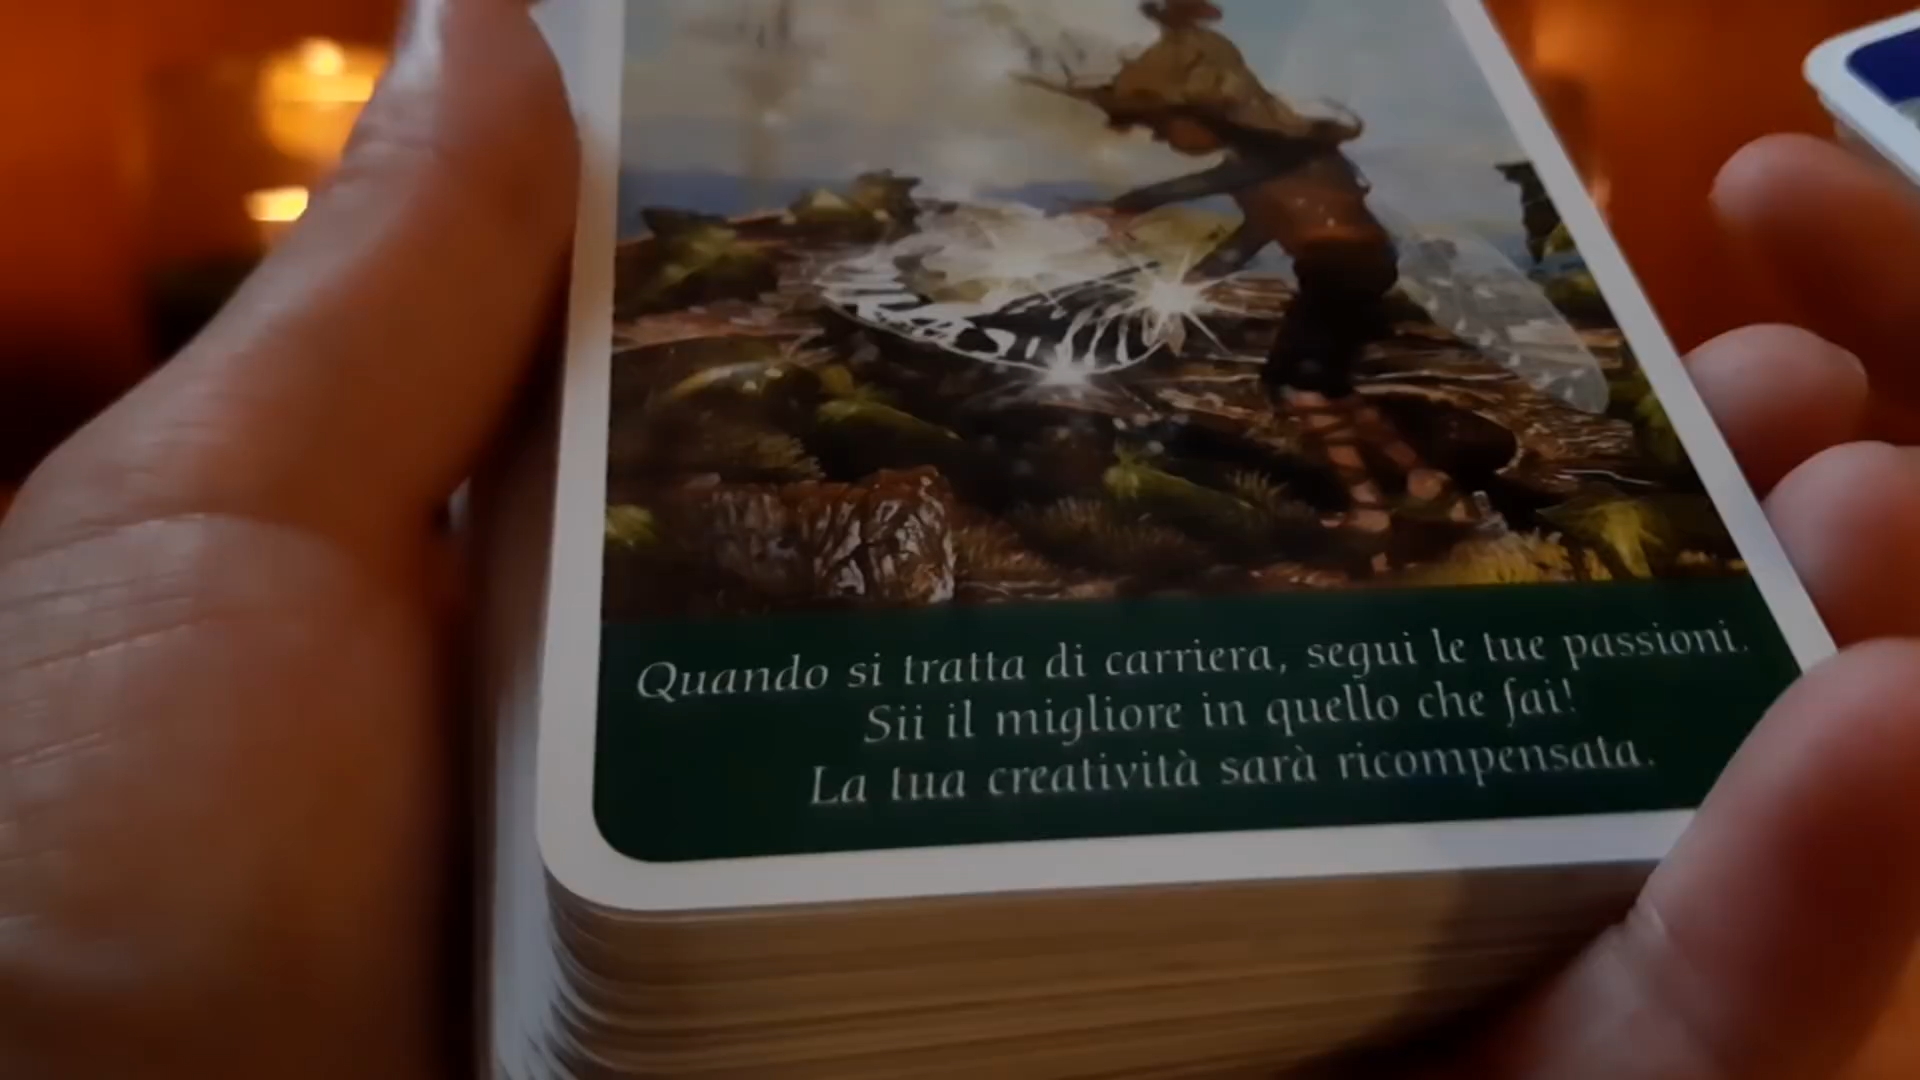 Quando si tratta di carriera, segui le tue passioni.
Sii il migliore in quello che fai!
La tua creatività sarà ricompensata.